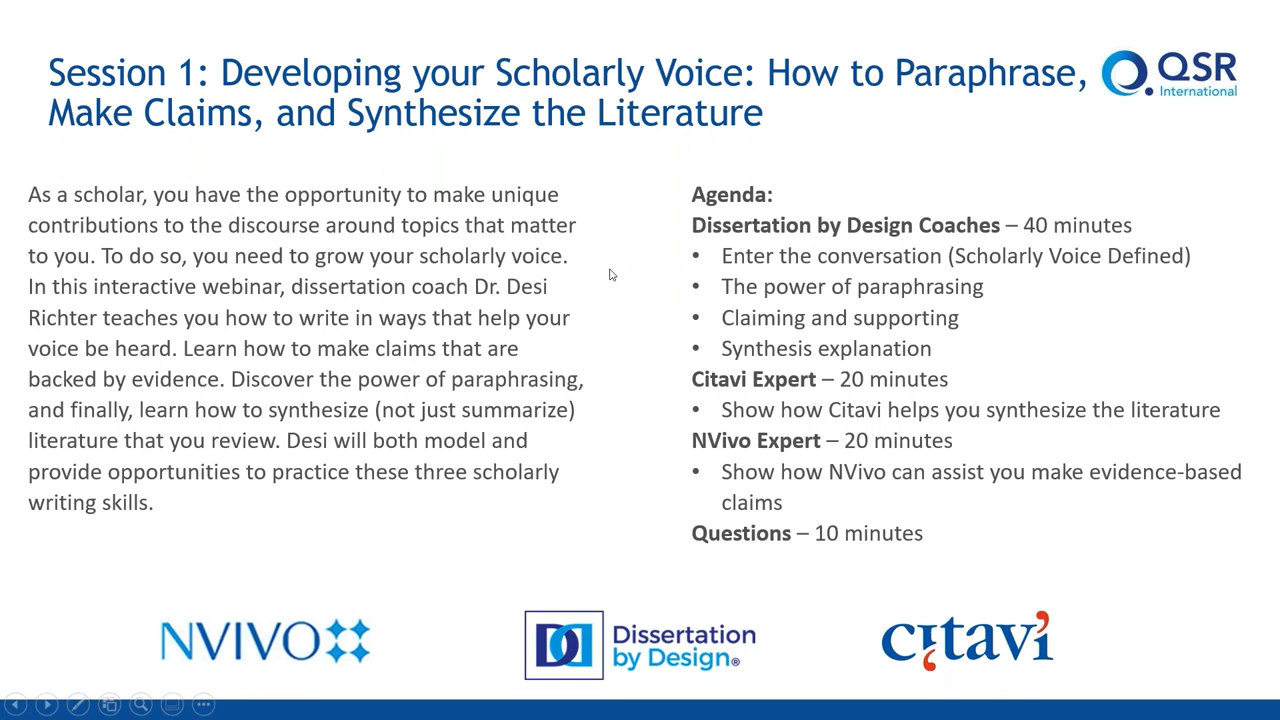 Session 1: Developing your Scholarly Voice: How to Paraphrase,
Make Claims, and Synthesize the Literature
QSR
International
As a scholar, you have the opportunity to make unique
contributions to the discourse around topics that matter
to you. To do so, you need to grow your scholarly voice.
In this interactive webinar, dissertation coach Dr. Desi
Richter teaches you how to write in ways that help your
voice be heard. Learn how to make claims that are
backed by evidence. Discover the power of paraphrasing,
and finally, learn how to synthesize (not just summarize)
literature that you review. Desi will both model and
provide opportunities to practice these three scholarly
writing skills.
Agenda:
Dissertation by Design Coaches – 40 minutes
• Enter the conversation (Scholarly Voice Defined)
• The power of paraphrasing
• Claiming and supporting
• Synthesis explanation
Citavi Expert – 20 minutes
• Show how Citavi helps you synthesize the literature
NVivo Expert – 20 minutes
• Show how NVivo can assist you make evidence-based
claims
Questions – 10 minutes
NVIVO
DD
Dissertation
by Design®
citavi